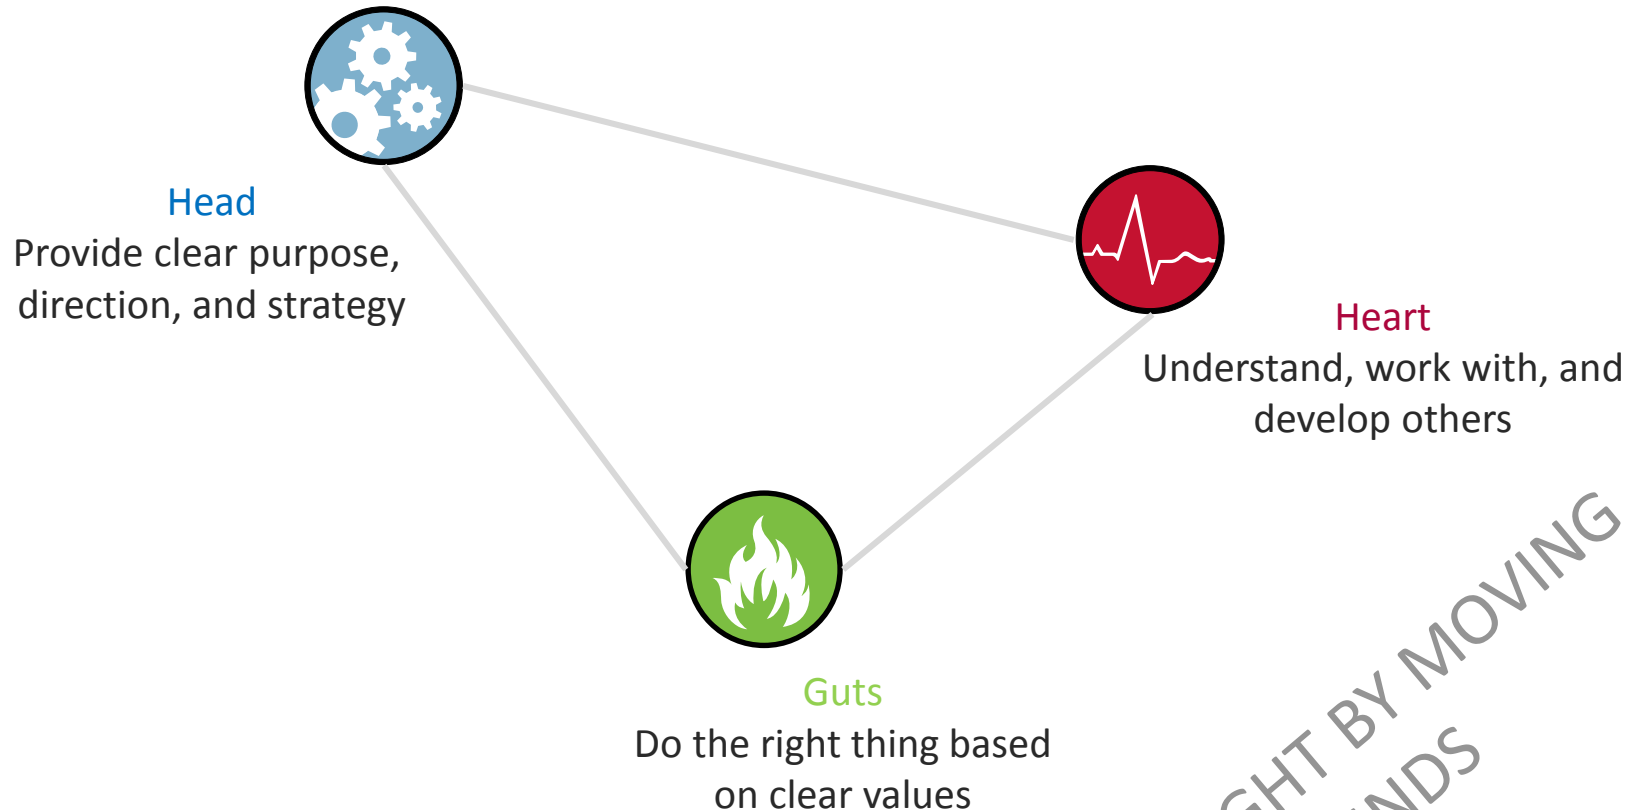 Head
Provide clear purpose,
direction, and strategy
Heart
Understand, work with, and
develop others
Guts
Do the right thing based
on clear values
BY MOVING